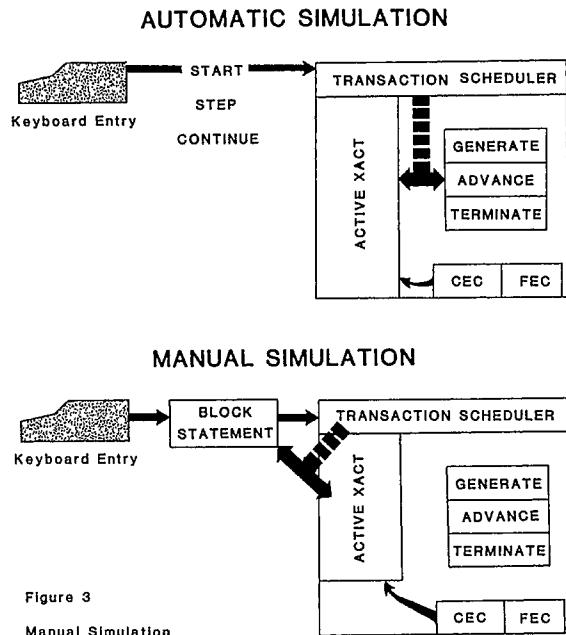 AUTOMATIC SIMULATION
START
STEP
CONTINUE
Keyboard Entry
TRANSACTION SCHEDULER
ACTIVE XACT
GENERATE
ADVANCE
TERMINATE
CEC
FEC
MANUAL SIMULATION
BLOCK
STATEMENT
Keyboard Entry
TRANSACTION SCHEDULER
ACTIVE XACT
GENERATE
ADVANCE
TERMINATE
CEC
FEC
Figure 3
Manual Simulation